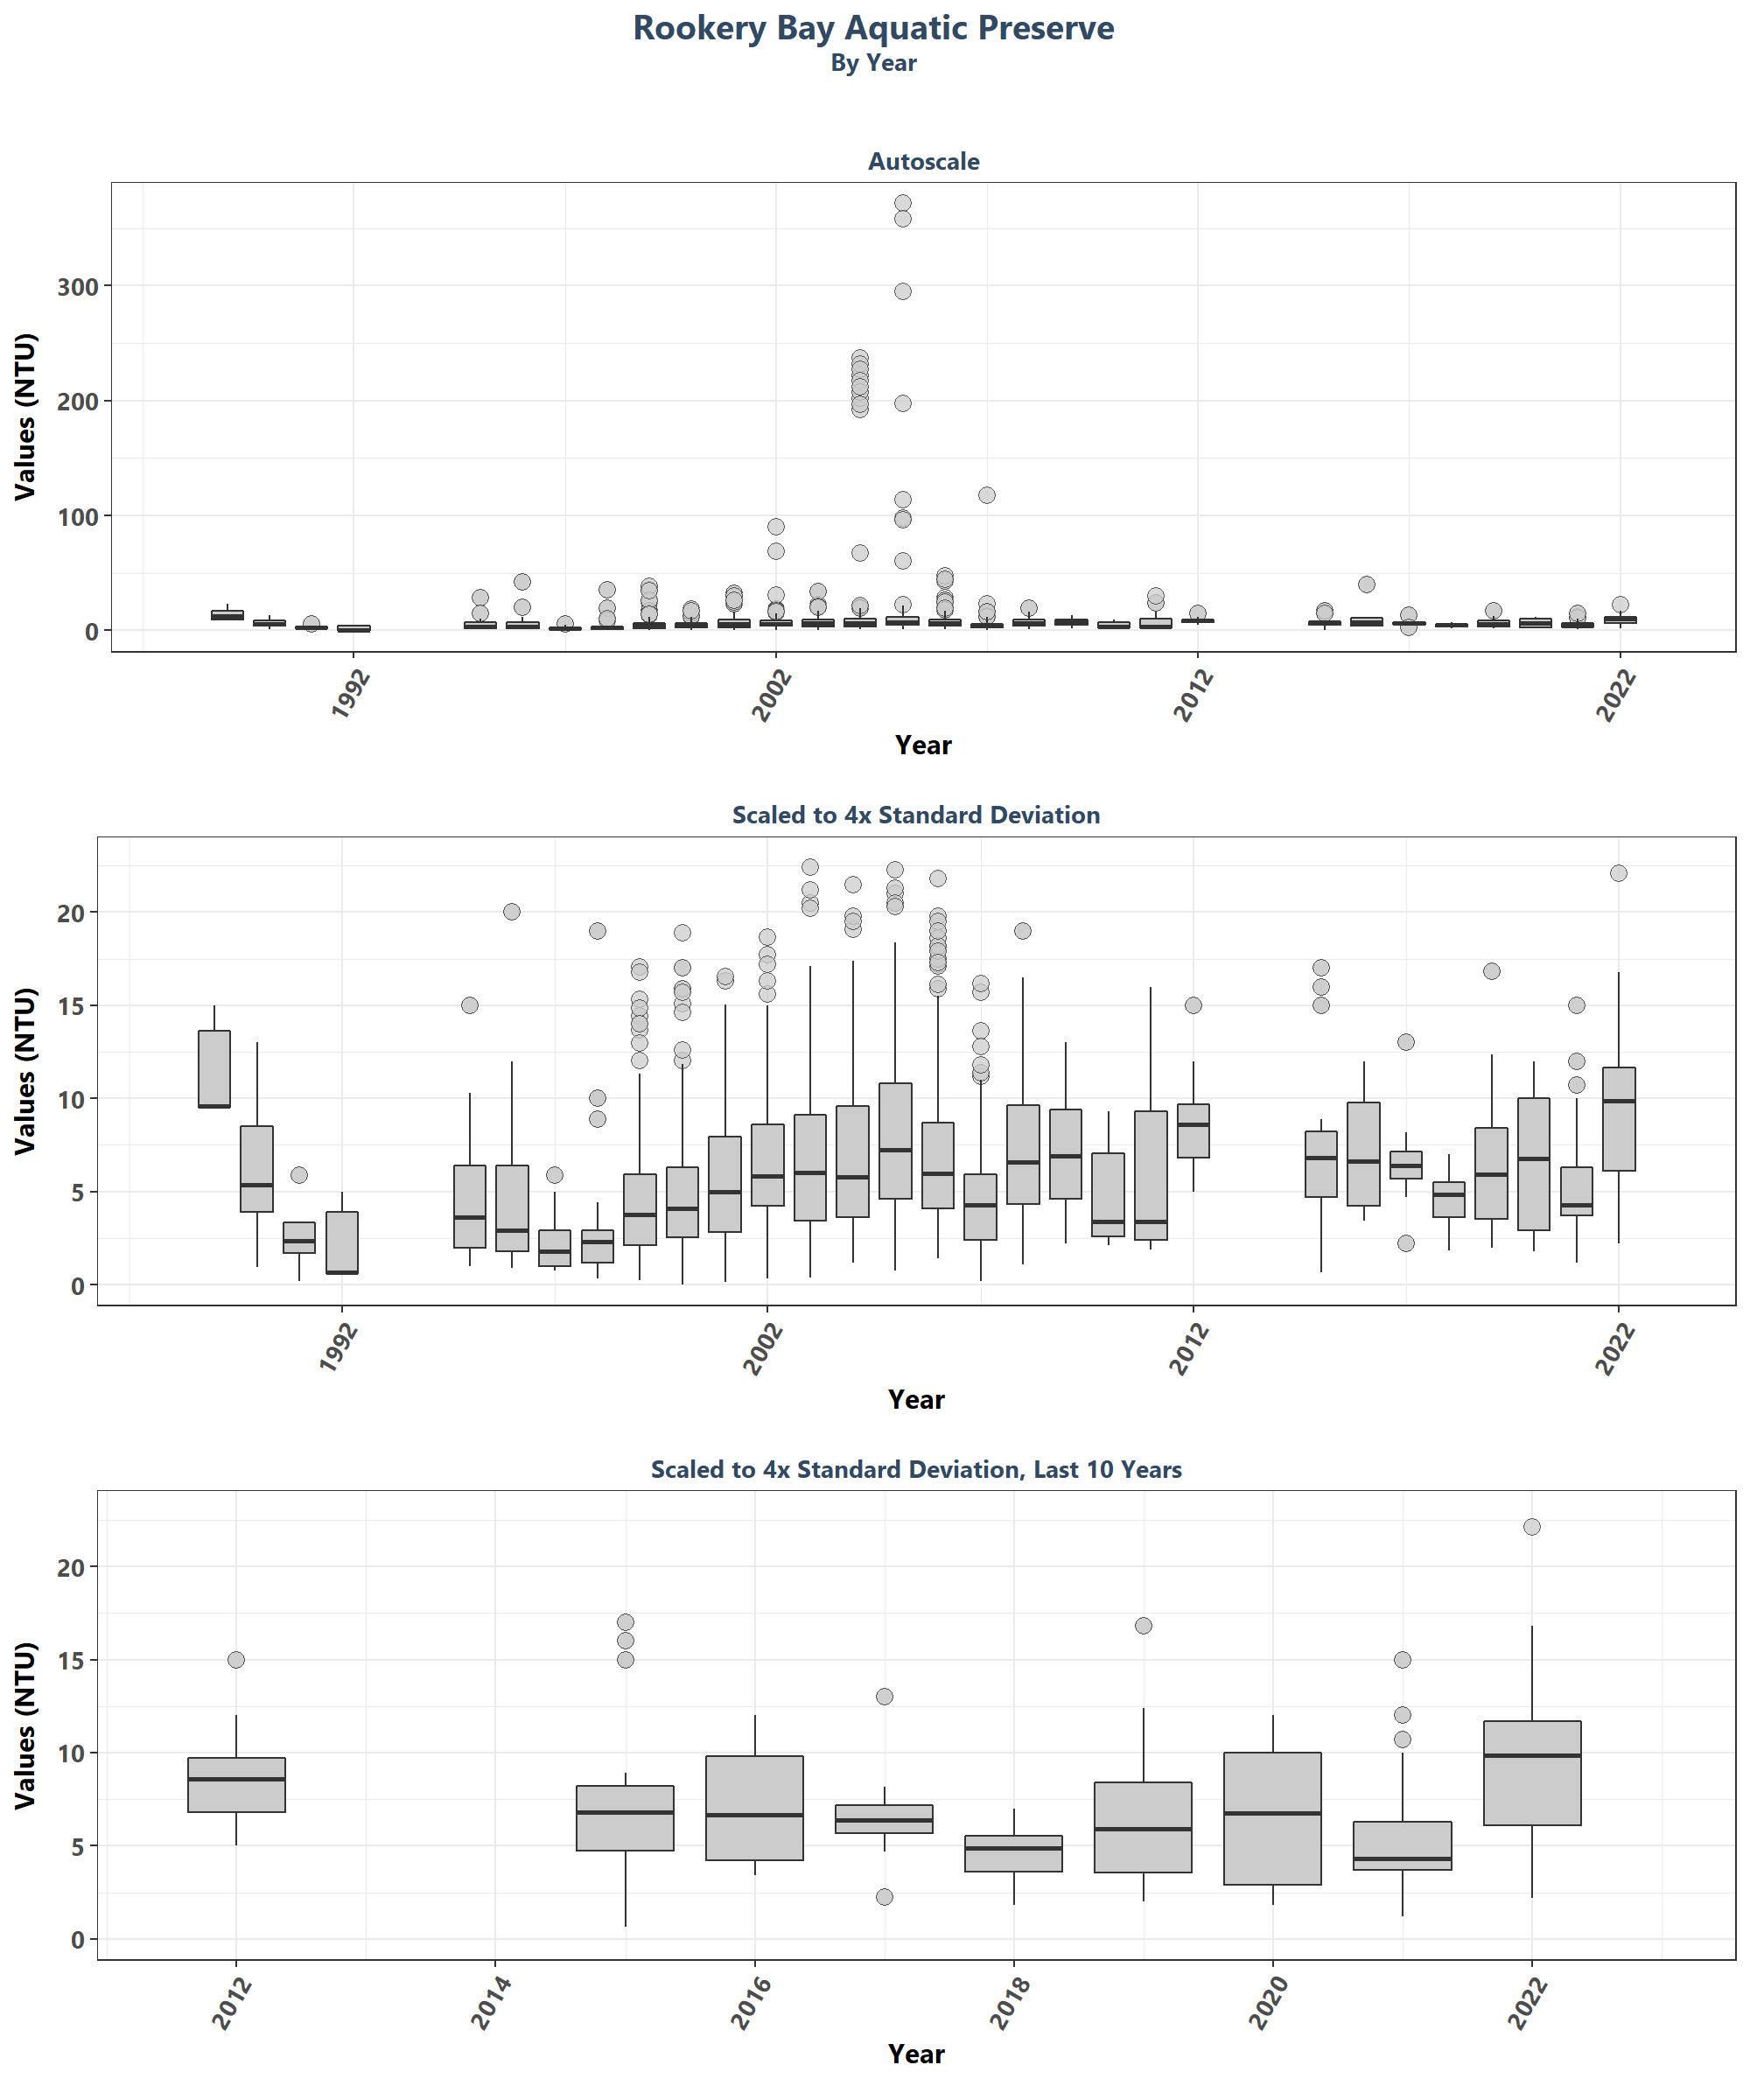 Rookery Bay Aquatic Preserve
By Year
Autoscale
Values (NTU)
300
200
100
0
1992
2002
2012
2022
Year
Scaled to 4x Standard Deviation
Values (NTU)
20
15
10
5
0
1992
2002
2012
2022
Year
Scaled to 4x Standard Deviation, Last 10 Years
Values (NTU)
20
15
10
5
0
2012
2014
2016
2018
2020
2022
Year